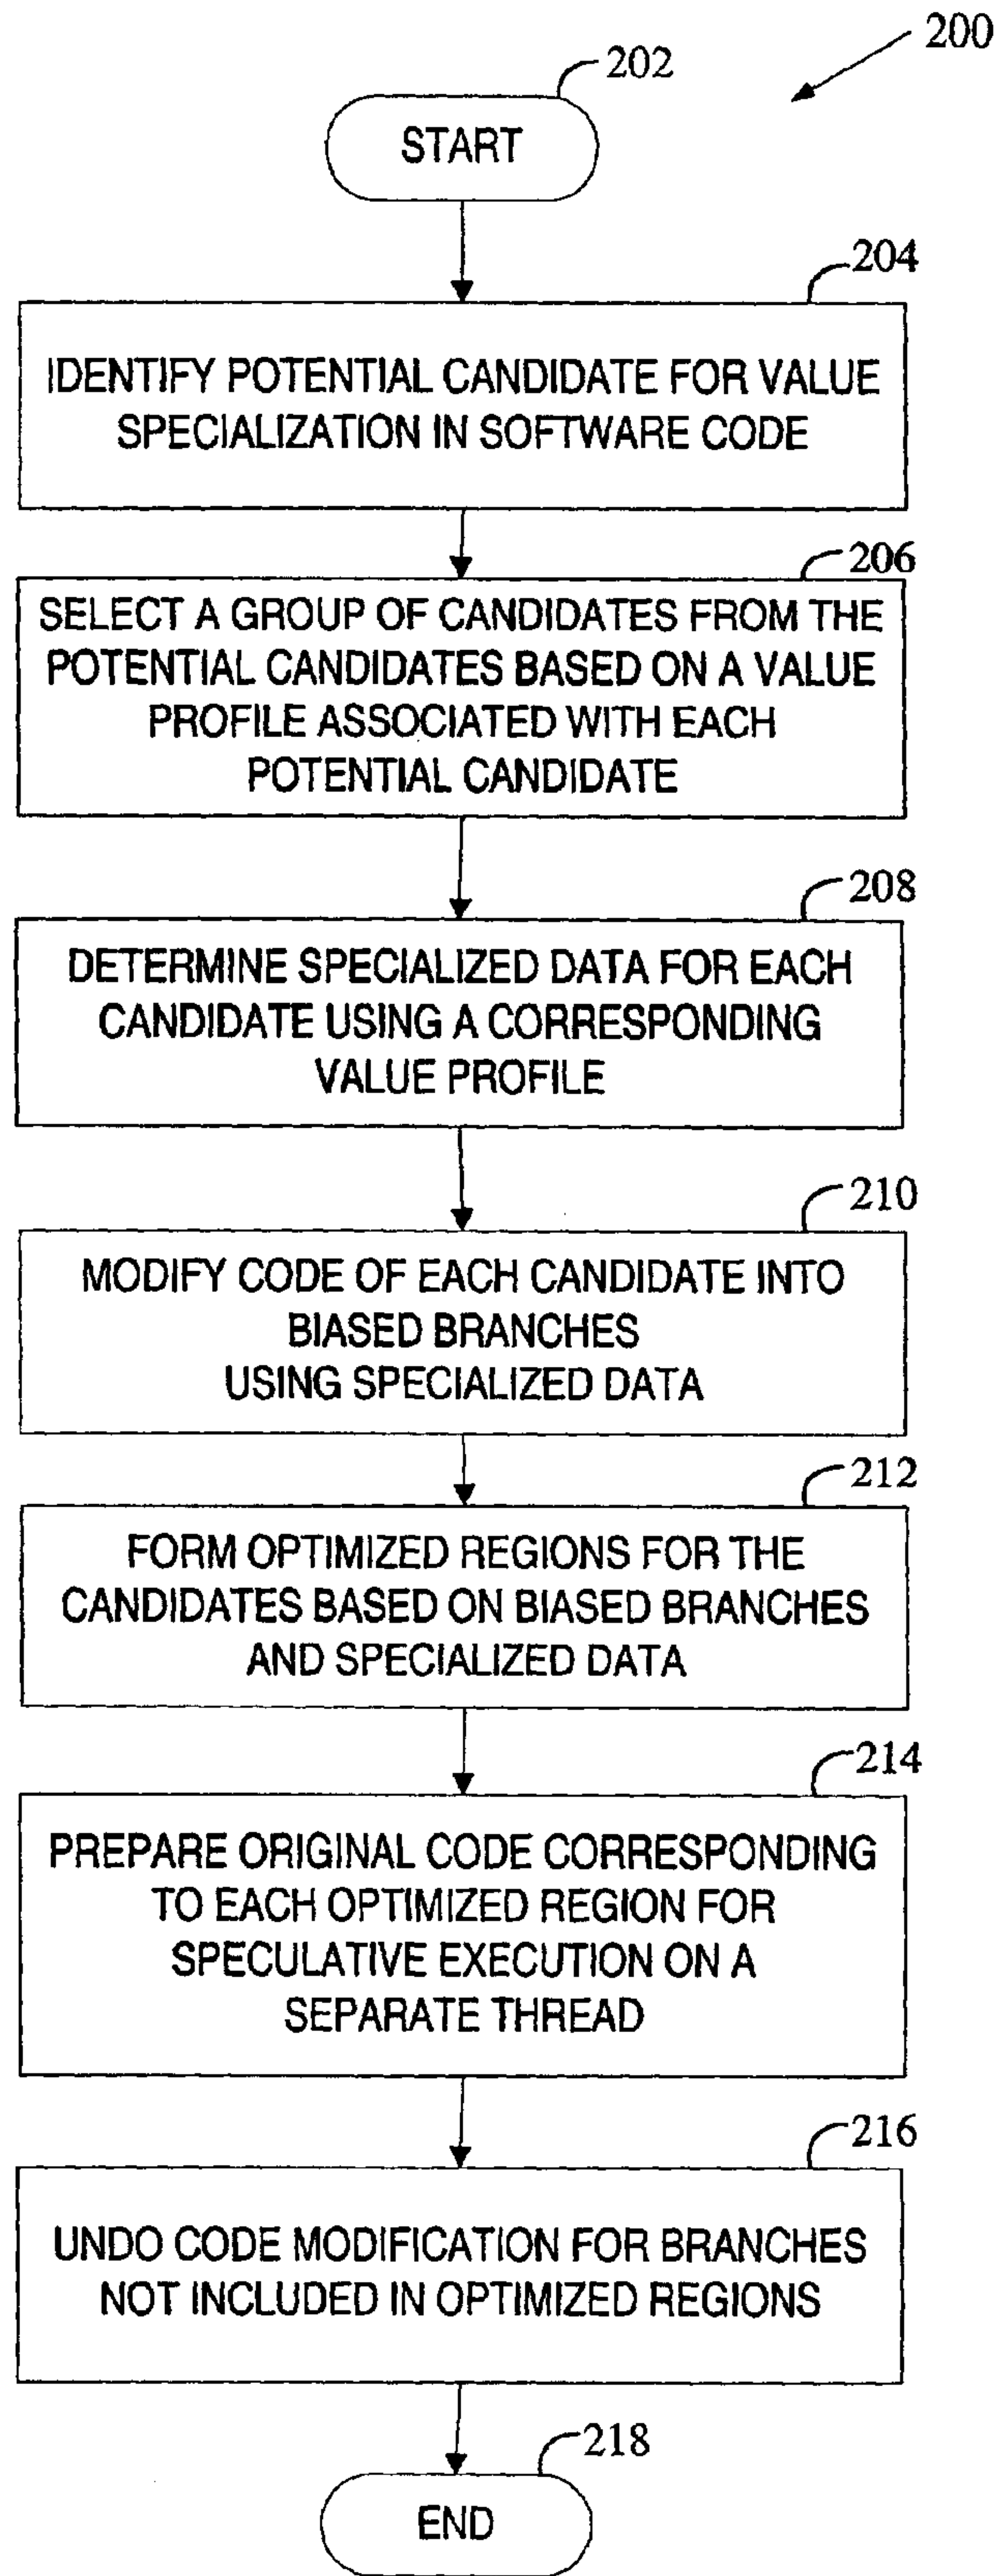 200
202
START
204
IDENTIFY POTENTIAL CANDIDATE FOR VALUE
SPECIALIZATION IN SOFTWARE CODE
206
SELECT A GROUP OF CANDIDATES FROM THE
POTENTIAL CANDIDATES BASED ON A VALUE
PROFILE ASSOCIATED WITH EACH
POTENTIAL CANDIDATE
208
DETERMINE SPECIALIZED DATA FOR EACH
CANDIDATE USING A CORRESPONDING
VALUE PROFILE
210
MODIFY CODE OF EACH CANDIDATE INTO
BIASED BRANCHES
USING SPECIALIZED DATA
212
FORM OPTIMIZED REGIONS FOR THE
CANDIDATES BASED ON BIASED BRANCHES
AND SPECIALIZED DATA
214
PREPARE ORIGINAL CODE CORRESPONDING
TO EACH OPTIMIZED REGION FOR
SPECULATIVE EXECUTION ON A
SEPARATE THREAD
216
UNDO CODE MODIFICATION FOR BRANCHES
NOT INCLUDED IN OPTIMIZED REGIONS
218
END